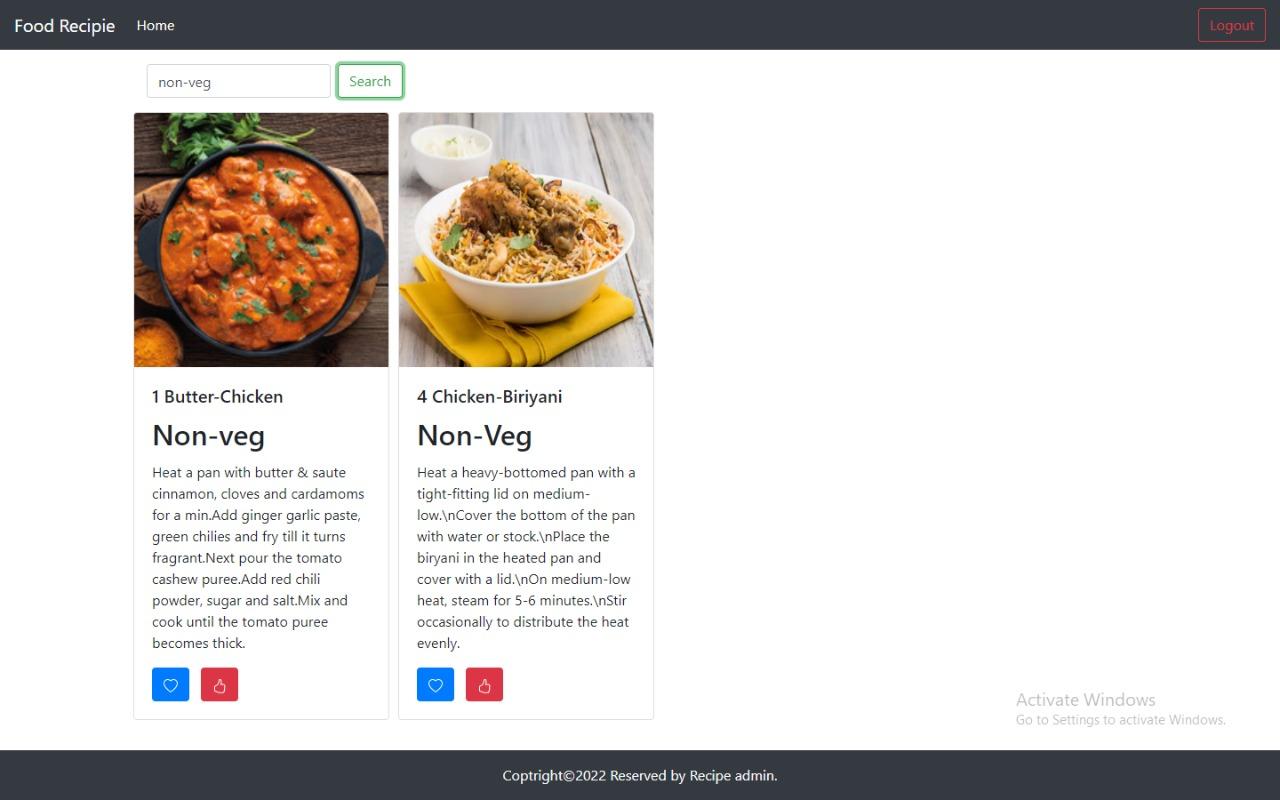 Food Recipie Home Logout
non-veg Search
1 Butter-Chicken
Non-veg
Heat a pan with butter & saute
cinnamon, cloves and cardamoms
for a min.Add ginger garlic paste,
green chilies and fry till it turns
fragrant.Next pour the tomato
cashew puree.Add red chili
powder, sugar and salt.Mix and
cook until the tomato puree
becomes thick.
4 Chicken-Biriyani
Non-Veg
Heat a heavy-bottomed pan with a
tight-fitting lid on medium-
low.\nCover the bottom of the pan
with water or stock.\nPlace the
biryani in the heated pan and
cover with a lid.\nOn medium-low
heat, steam for 5-6 minutes.\nStir
occasionally to distribute the heat
evenly.
Activate Windows
Go to Settings to activate Windows.
Coptright©2022 Reserved by Recipe admin.